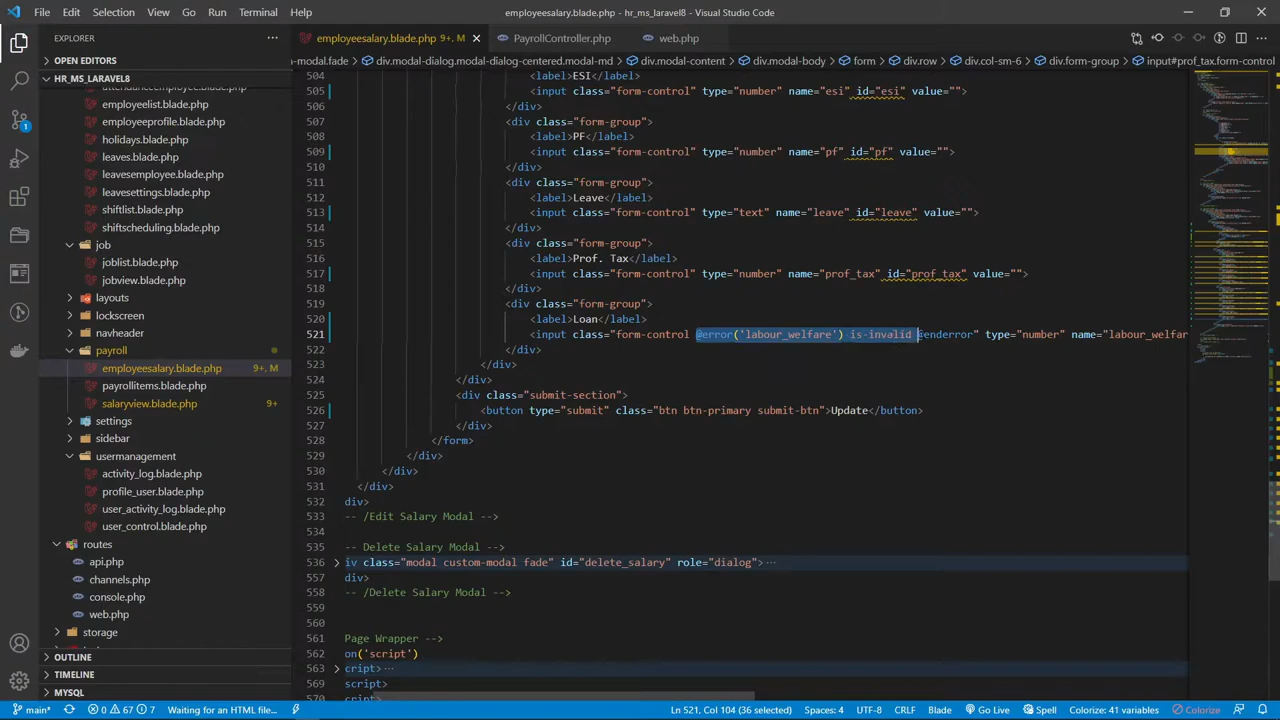 File Edit Selection View Go Run Terminal Help
employeesalary.blade.php - hr_ms_laravel8 - Visual Studio Code
EXPLORER
OPEN EDITORS
HR_MS_LARAVEL8
attendanceemployee.blade.php
employeelist.blade.php
employeeprofile.blade.php
holidays.blade.php
leaves.blade.php
leavesemployee.blade.php
leavesettings.blade.php
shiftlist.blade.php
shiftscheduling.blade.php
job
joblist.blade.php
jobview.blade.php
layouts
lockscreen
navheader
payroll
employeesalary.blade.php 9+, M
payrollitems.blade.php
salaryview.blade.php 9+
settings
sidebar
usermanagement
activity_log.blade.php
profile_user.blade.php
user_activity_log.blade.php
user_control.blade.php
routes
api.php
channels.php
console.php
web.php
storage
OUTLINE
TIMELINE
MYSQL
employeesalary.blade.php 9+, M
PayrollController.php
web.php
n-modal.fade > div.modal-dialog.modal-dialog-centered.modal-md > div.modal-content > div.modal-body > form > div.row > div.col-sm-6 > div.form-group > input#prof_tax.form-control
504 <label>ESI</label>
505 <input class="form-control" type="number" name="esi" id="esi" value="">
506 </div>
507 <div class="form-group">
508 <label>PF</label>
509 <input class="form-control" type="number" name="pf" id="pf" value="">
510 </div>
511 <div class="form-group">
512 <label>Leave</label>
513 <input class="form-control" type="text" name="leave" id="leave" value="">
514 </div>
515 <div class="form-group">
516 <label>Prof. Tax</label>
517 <input class="form-control" type="number" name="prof_tax" id="prof_tax" value="">
518 </div>
519 <div class="form-group">
520 <label>Loan</label>
521 <input class="form-control @error('labour_welfare') is-invalid @enderror" type="number" name="labour_welfar
522 </div>
523 </div>
524 </div>
525 <div class="submit-section">
526 <button type="submit" class="btn btn-primary submit-btn">Update</button>
527 </div>
528 </form>
529 </div>
530 </div>
531 </div>
532 div>
533 -- /Edit Salary Modal -->
534
535 -- Delete Salary Modal -->
536 iv class="modal custom-modal fade" id="delete_salary" role="dialog">···
557 div>
558 -- /Delete Salary Modal -->
559
560
561 Page Wrapper -->
562 on('script')
563 cript>···
569 script>
570 cript>
1
main*
0 67 7
Waiting for an HTML file...
Ln 521, Col 104 (36 selected)
Spaces: 4
UTF-8
CRLF
Blade
Go Live
Spell
Colorize: 41 variables
Colorize